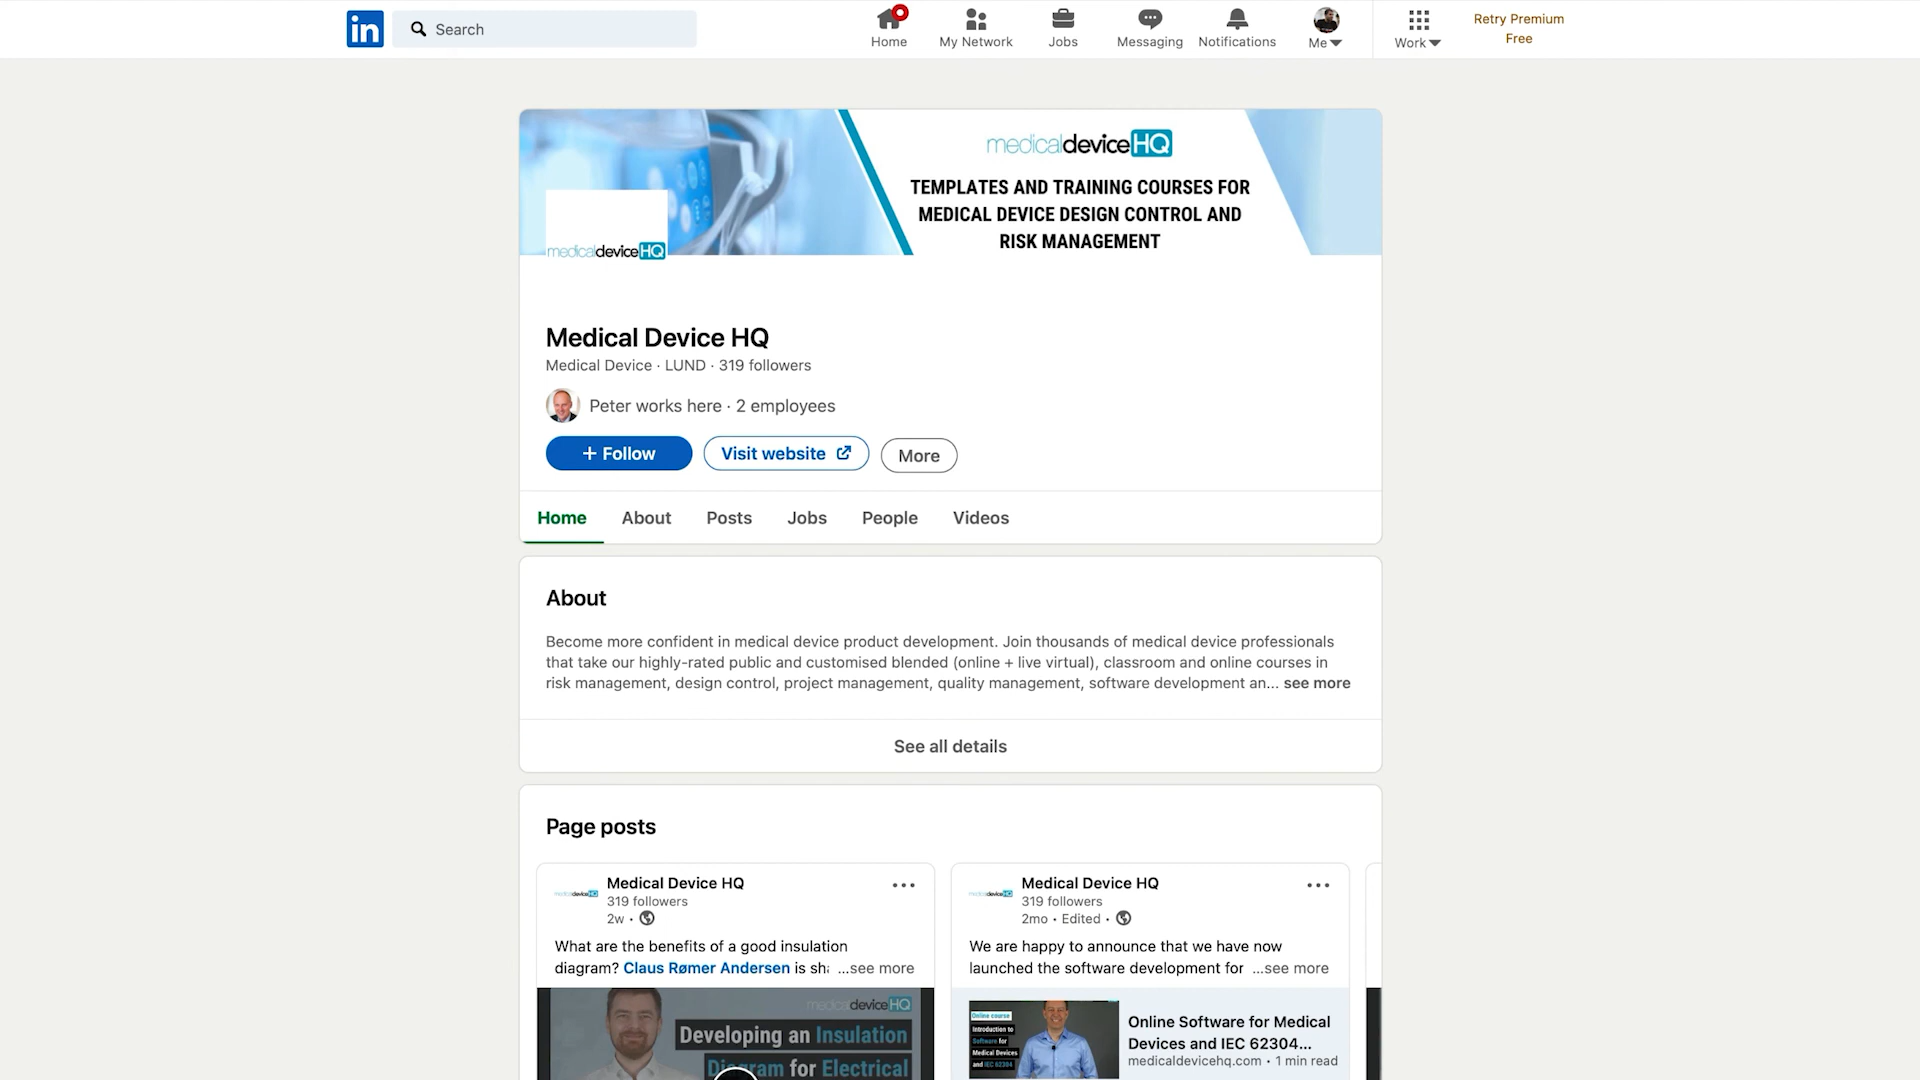 in
Search
Home
My Network
Jobs
Messaging
Notifications
Me
Work
Retry Premium
Free
medicaldeviceHQ
TEMPLATES AND TRAINING COURSES FOR
MEDICAL DEVICE DESIGN CONTROL AND
RISK MANAGEMENT
medicaldeviceHQ
Medical Device HQ
Medical Device · LUND · 319 followers
Peter works here · 2 employees
+ Follow
Visit website
More
Home
About
Posts
Jobs
People
Videos
About
Become more confident in medical device product development. Join thousands of medical device professionals
that take our highly-rated public and customised blended (online + live virtual), classroom and online courses in
risk management, design control, project management, quality management, software development an... see more
See all details
Page posts
medicaldeviceHQ
Medical Device HQ
319 followers
2w •
What are the benefits of a good insulation
diagram? Claus Rømer Andersen is sha ...see more
medicaldeviceHQ
Developing an Insulation
Diagram for Electrical
medicaldeviceHQ
Medical Device HQ
319 followers
2mo • Edited •
We are happy to announce that we have now
launched the software development for ...see more
Online course
Introduction to
Software for
Medical Devices
and IEC 62304
Online Software for Medical
Devices and IEC 62304...
medicaldevicehq.com • 1 min read